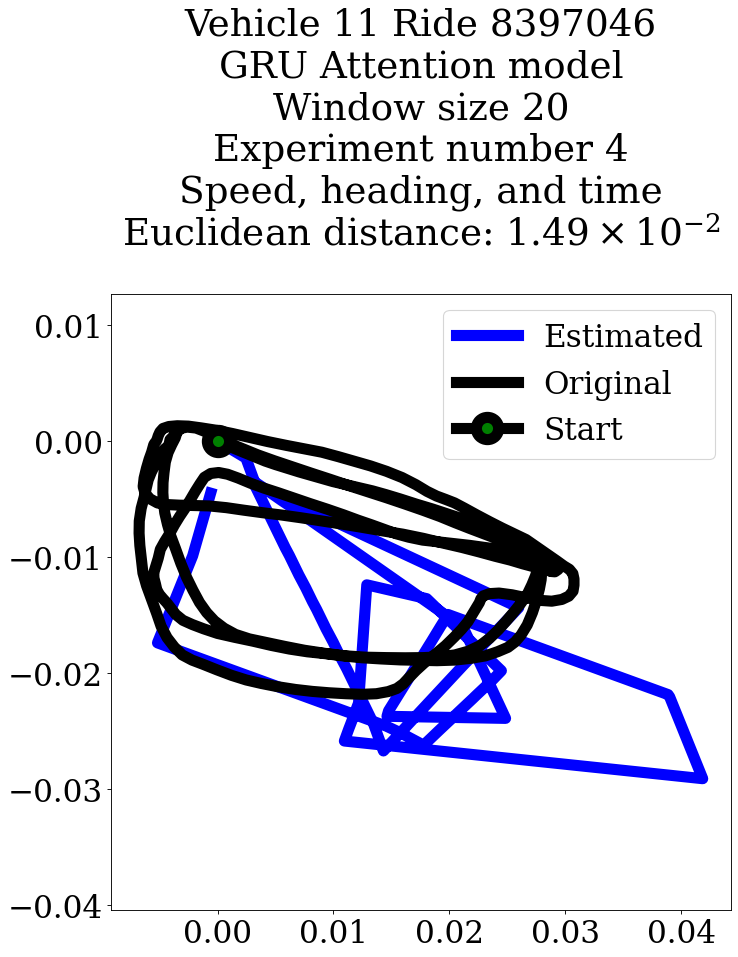 Vehicle 11 Ride 8397046
GRU Attention model
Window size 20
Experiment number 4
Speed, heading, and time
Euclidean distance: 1.49 × 10⁻²
Estimated
Original
Start
0.01
0.00
−0.01
−0.02
−0.03
−0.04
0.00 0.01 0.02 0.03 0.04